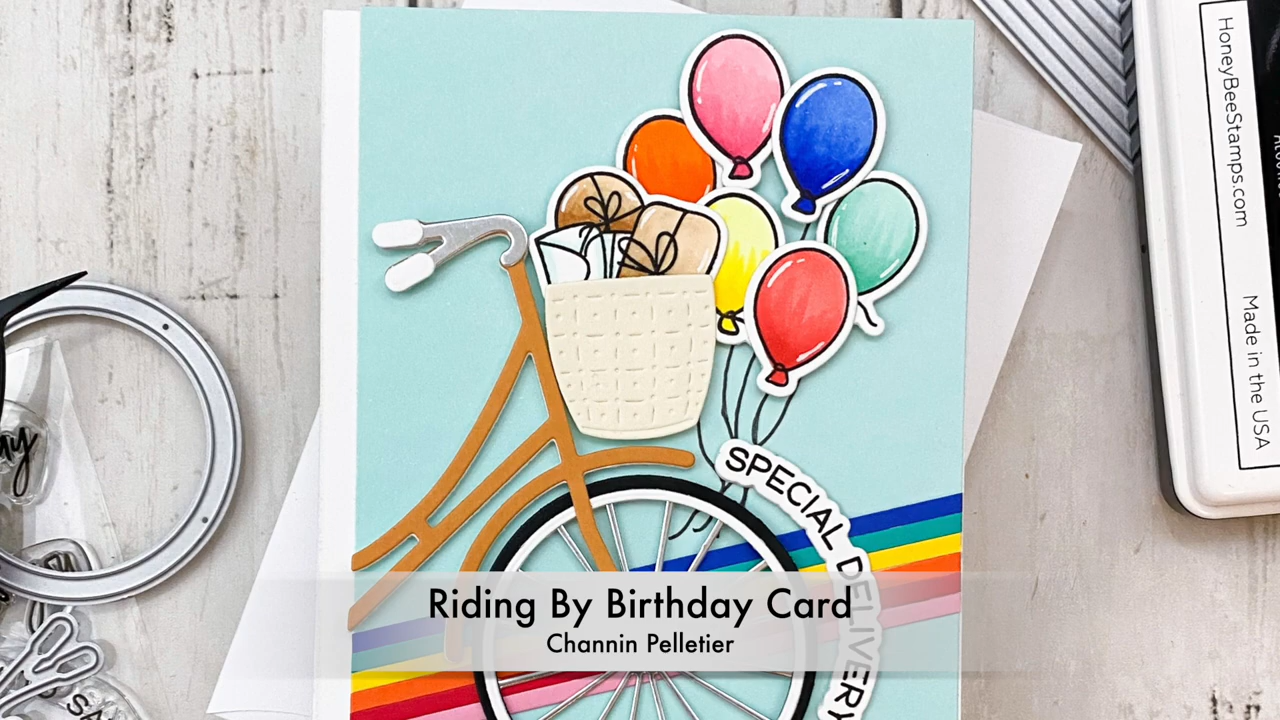 HoneyBeeStamps.com
Made in the USA
SPECIAL DELIVERY
Riding By Birthday Card
Channin Pelletier